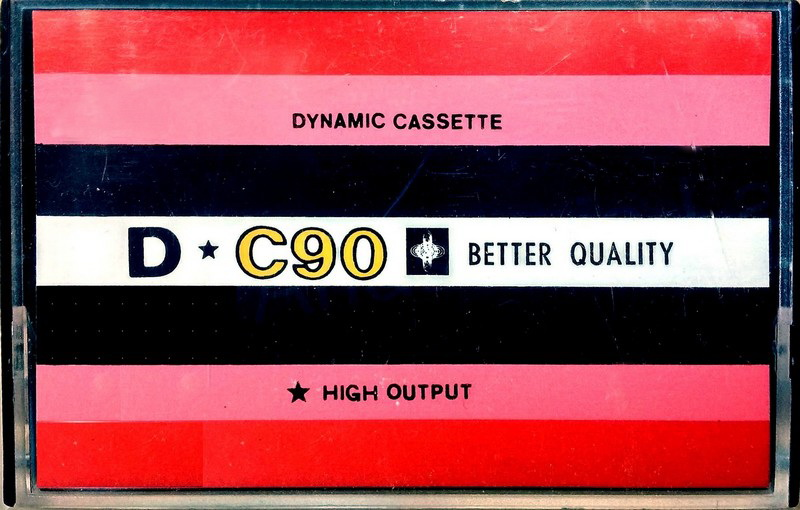 DYNAMIC CASSETTE
D ★ C90 BETTER QUALITY
★ HIGH OUTPUT